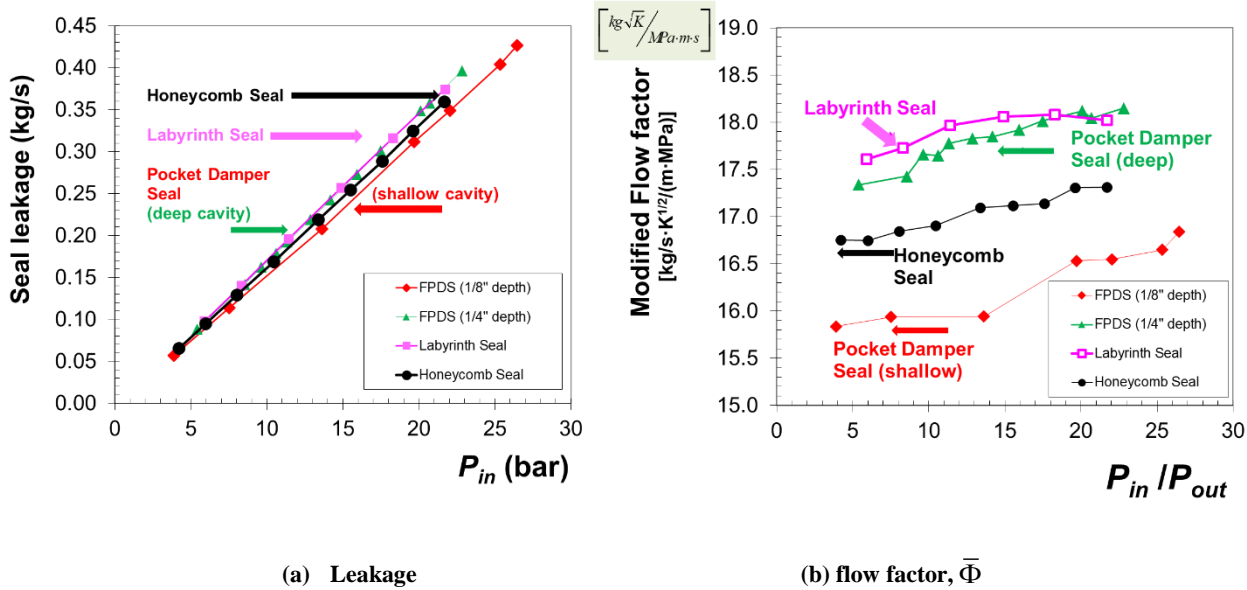 Seal leakage (kg/s)
0.45
0.40
0.35
0.30
0.25
0.20
0.15
0.10
0.05
0.00
0
5
10
15
20
25
30
P_in (bar)
Honeycomb Seal
Labyrinth Seal
Pocket Damper
Seal
(deep cavity)
(shallow cavity)
FPDS (1/8" depth)
FPDS (1/4" depth)
Labyrinth Seal
Honeycomb Seal
[kg√K/MPa·m·s]
Modified Flow factor
[kg/s·K^1/2/(m·MPa)]
19.0
18.5
18.0
17.5
17.0
16.5
16.0
15.5
15.0
0
5
10
15
20
25
30
P_in /P_out
Labyrinth Seal
Pocket Damper
Seal (deep)
Honeycomb
Seal
Pocket Damper
Seal (shallow)
FPDS (1/8" depth)
FPDS (1/4" depth)
Labyrinth Seal
Honeycomb Seal
(a) Leakage
(b) flow factor, Φ̅